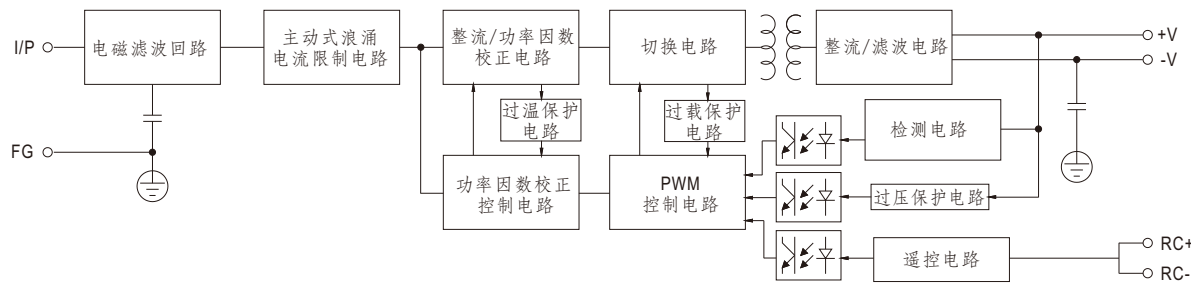 I/P
电磁滤波回路
主动式浪涌
电流限制电路
整流/功率因数
校正电路
切换电路
整流/滤波电路
+V
-V
过温保护
电路
过载保护
电路
检测电路
FG
功率因数校正
控制电路
PWM
控制电路
过压保护电路
遥控电路
RC+
RC-